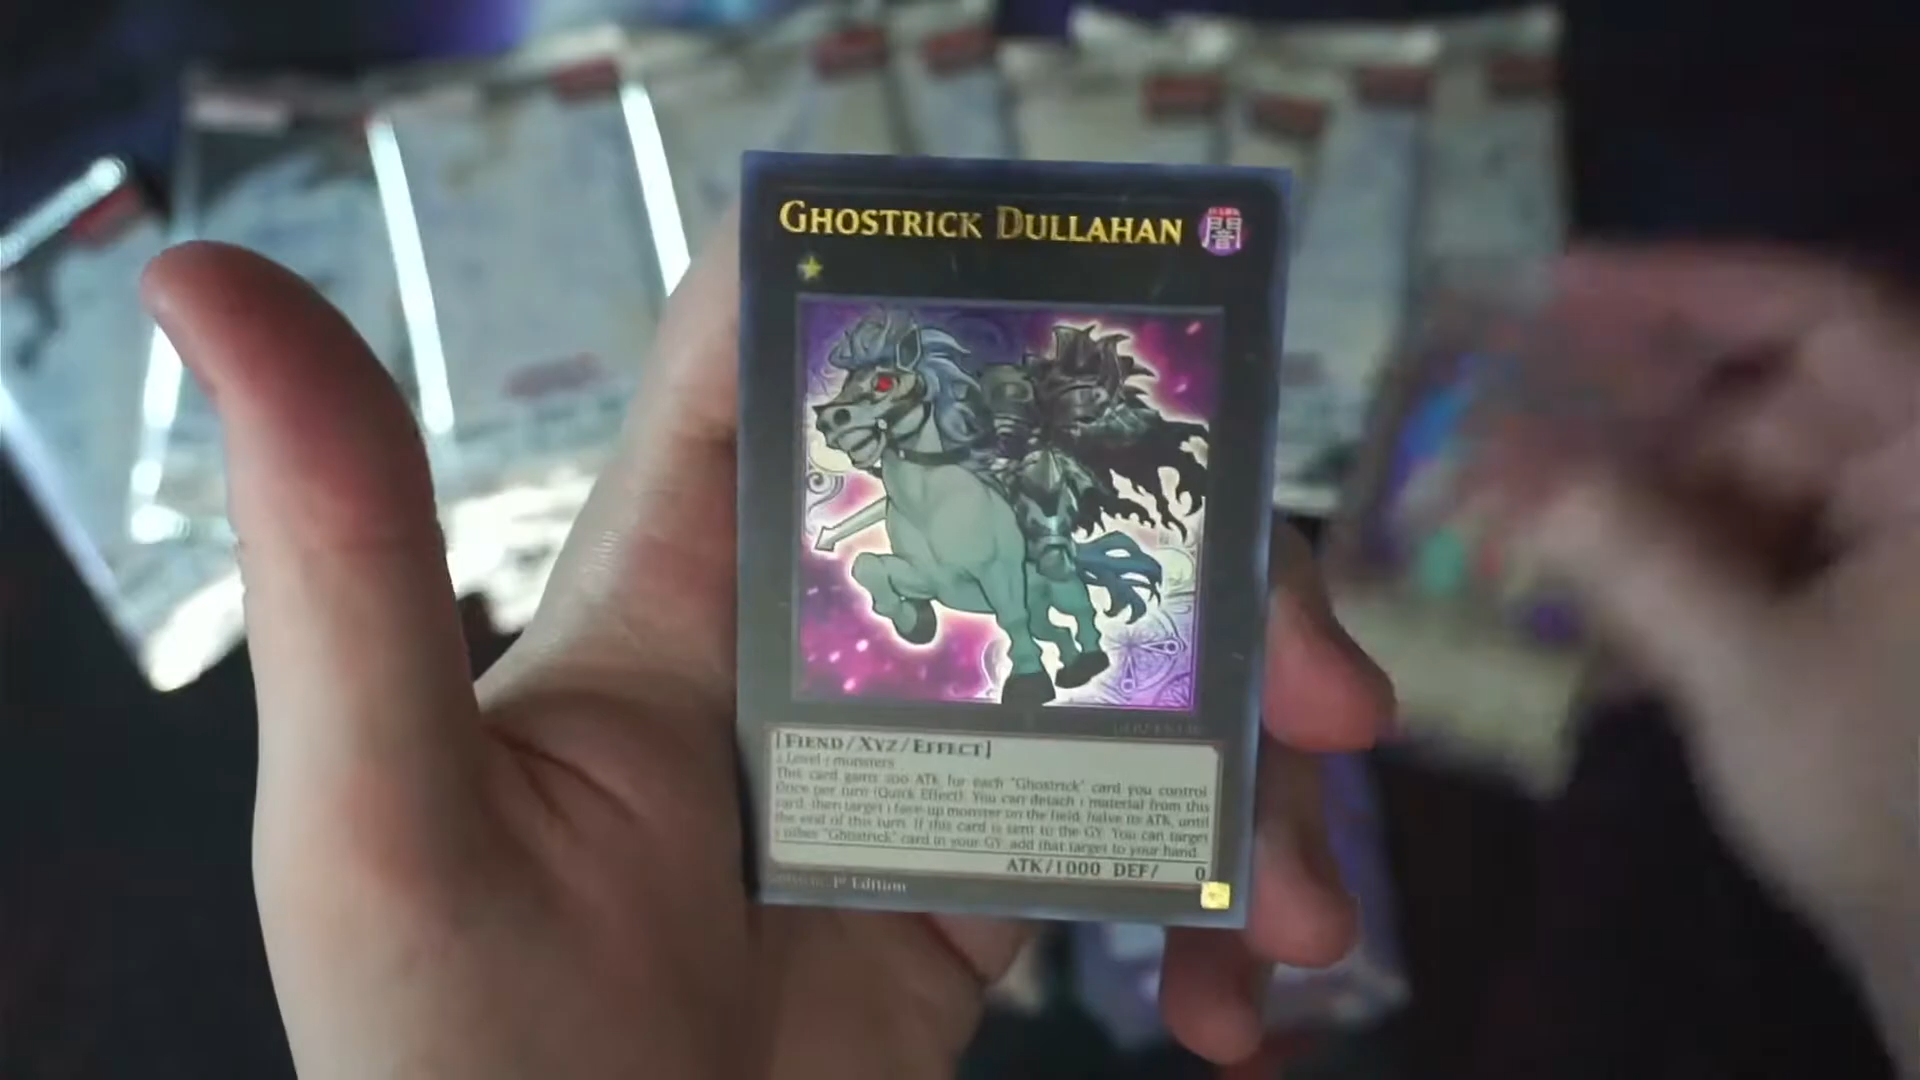 GHOSTRICK DULLAHAN
闇
[FIEND/XYZ/EFFECT]
2 Level 1 monsters
This card gains 200 ATK for each "Ghostrick" card you control.
Once per turn (Quick Effect): You can detach 1 material from this
card, then target 1 face-up monster on the field; halve its ATK, until
the end of this turn. If this card is sent to the GY: You can target
1 other "Ghostrick" card in your GY; add that target to your hand.
ATK/1000 DEF/ 0
1st Edition